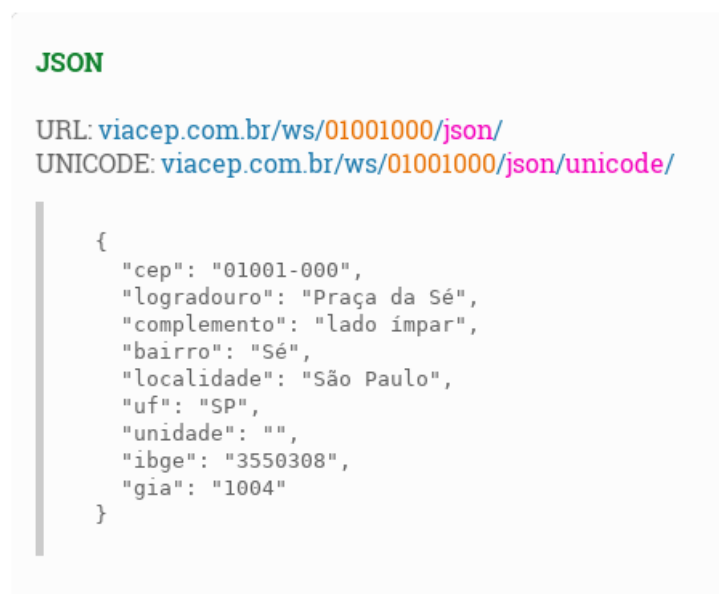 JSON
URL: viacep.com.br/ws/01001000/json/
UNICODE: viacep.com.br/ws/01001000/json/unicode/
{
"cep": "01001-000",
"logradouro": "Praça da Sé",
"complemento": "lado ímpar",
"bairro": "Sé",
"localidade": "São Paulo",
"uf": "SP",
"unidade": "",
"ibge": "3550308",
"gia": "1004"
}